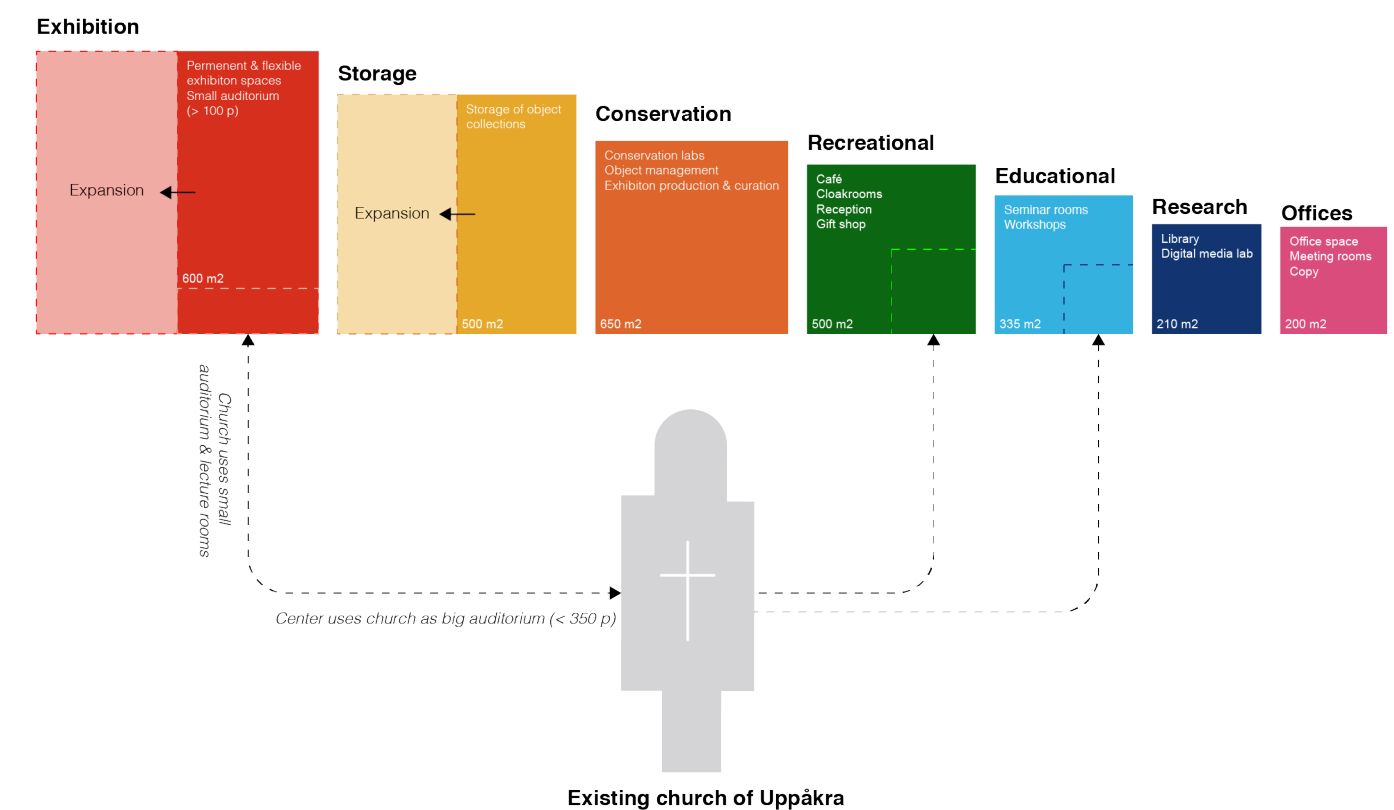 Exhibition
Permenent & flexible
exhibiton spaces
Small auditorium
(> 100 p)
Expansion
600 m2
Storage
Storage of object
collections
Expansion
500 m2
Conservation
Conservation labs
Object management
Exhibiton production & curation
650 m2
Recreational
Café
Cloakrooms
Reception
Gift shop
500 m2
Educational
Seminar rooms
Workshops
335 m2
Research
Library
Digital media lab
210 m2
Offices
Office space
Meeting rooms
Copy
200 m2
Church uses small
auditorium & lecture rooms
Center uses church as big auditorium (< 350 p)
Existing church of Uppåkra